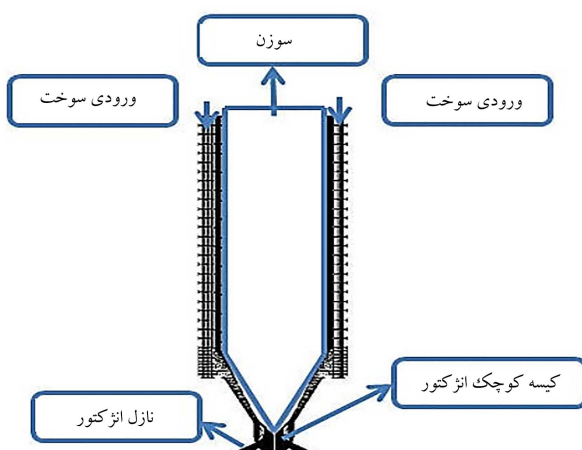 سوزن
ورودی سوخت
ورودی سوخت
کیسه کوچک انژکتور
نازل انژکتور